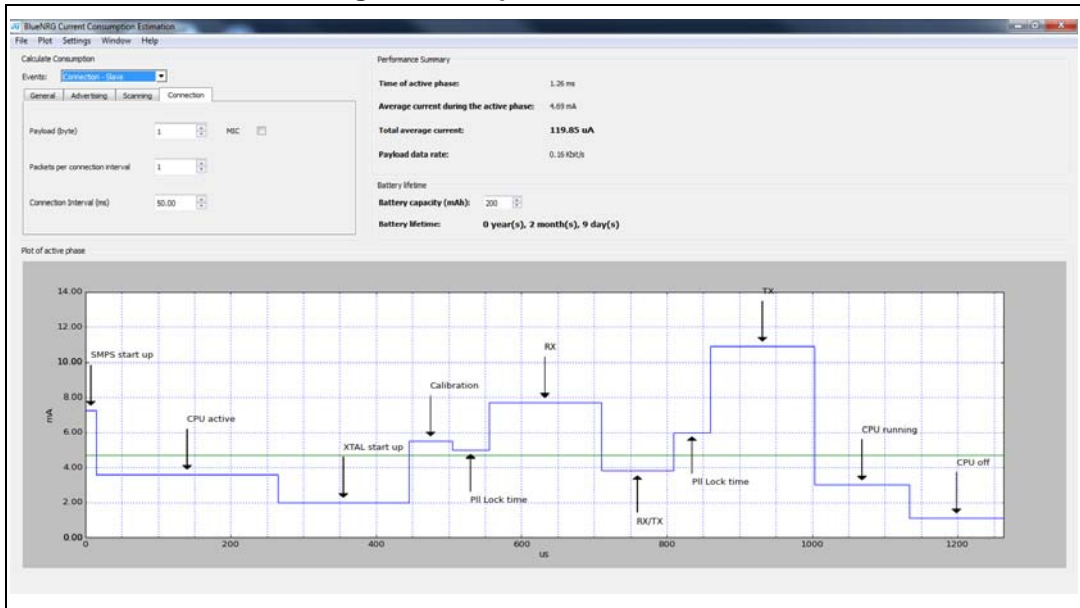 BlueNRG Current Consumption Estimation
File Plot Settings Window Help
Calculate Consumption
Events: Connection - Slave
General Advertising Scanning Connection
Payload (byte) 1 MIC
Packets per connection interval 1
Connection Interval (ms) 50.00
Performance Summary
Time of active phase: 1.26 ms
Average current during the active phase: 4.69 mA
Total average current: 119.85 uA
Payload data rate: 0.16 Kbit/s
Battery lifetime
Battery capacity (mAh): 200
Battery lifetime: 0 year(s), 2 month(s), 9 day(s)
Plot of active phase
14.00
12.00
10.00
8.00
6.00
4.00
2.00
0.00
mA
SMPS start up
CPU active
XTAL start up
Calibration
Pll Lock time
RX
RX/TX
Pll Lock time
TX
CPU running
CPU off
0 200 400 600 800 1000 1200
us